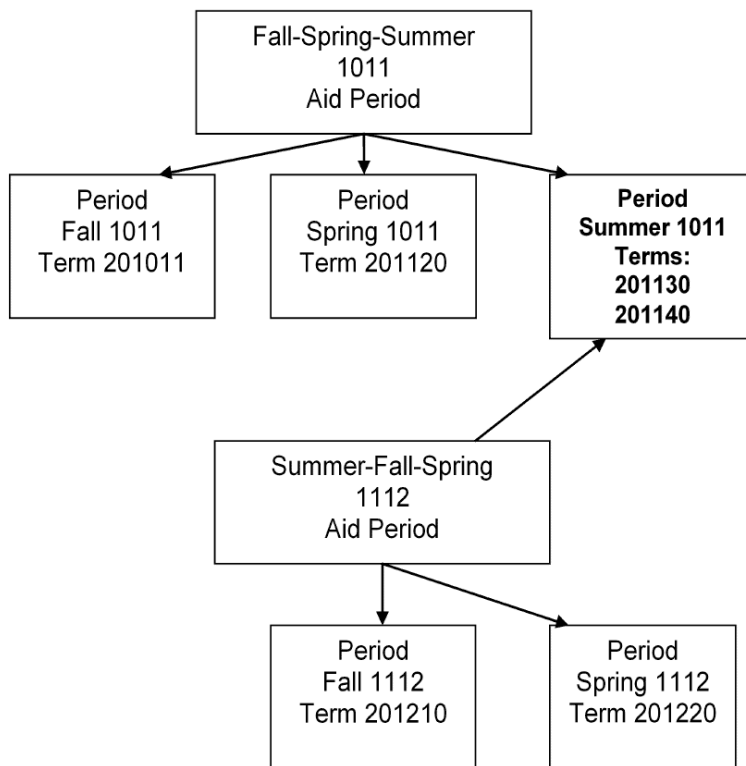 Fall-Spring-Summer
1011
Aid Period
Period
Fall 1011
Term 201011
Period
Spring 1011
Term 201120
Period
Summer 1011
Terms:
201130
201140
Summer-Fall-Spring
1112
Aid Period
Period
Fall 1112
Term 201210
Period
Spring 1112
Term 201220